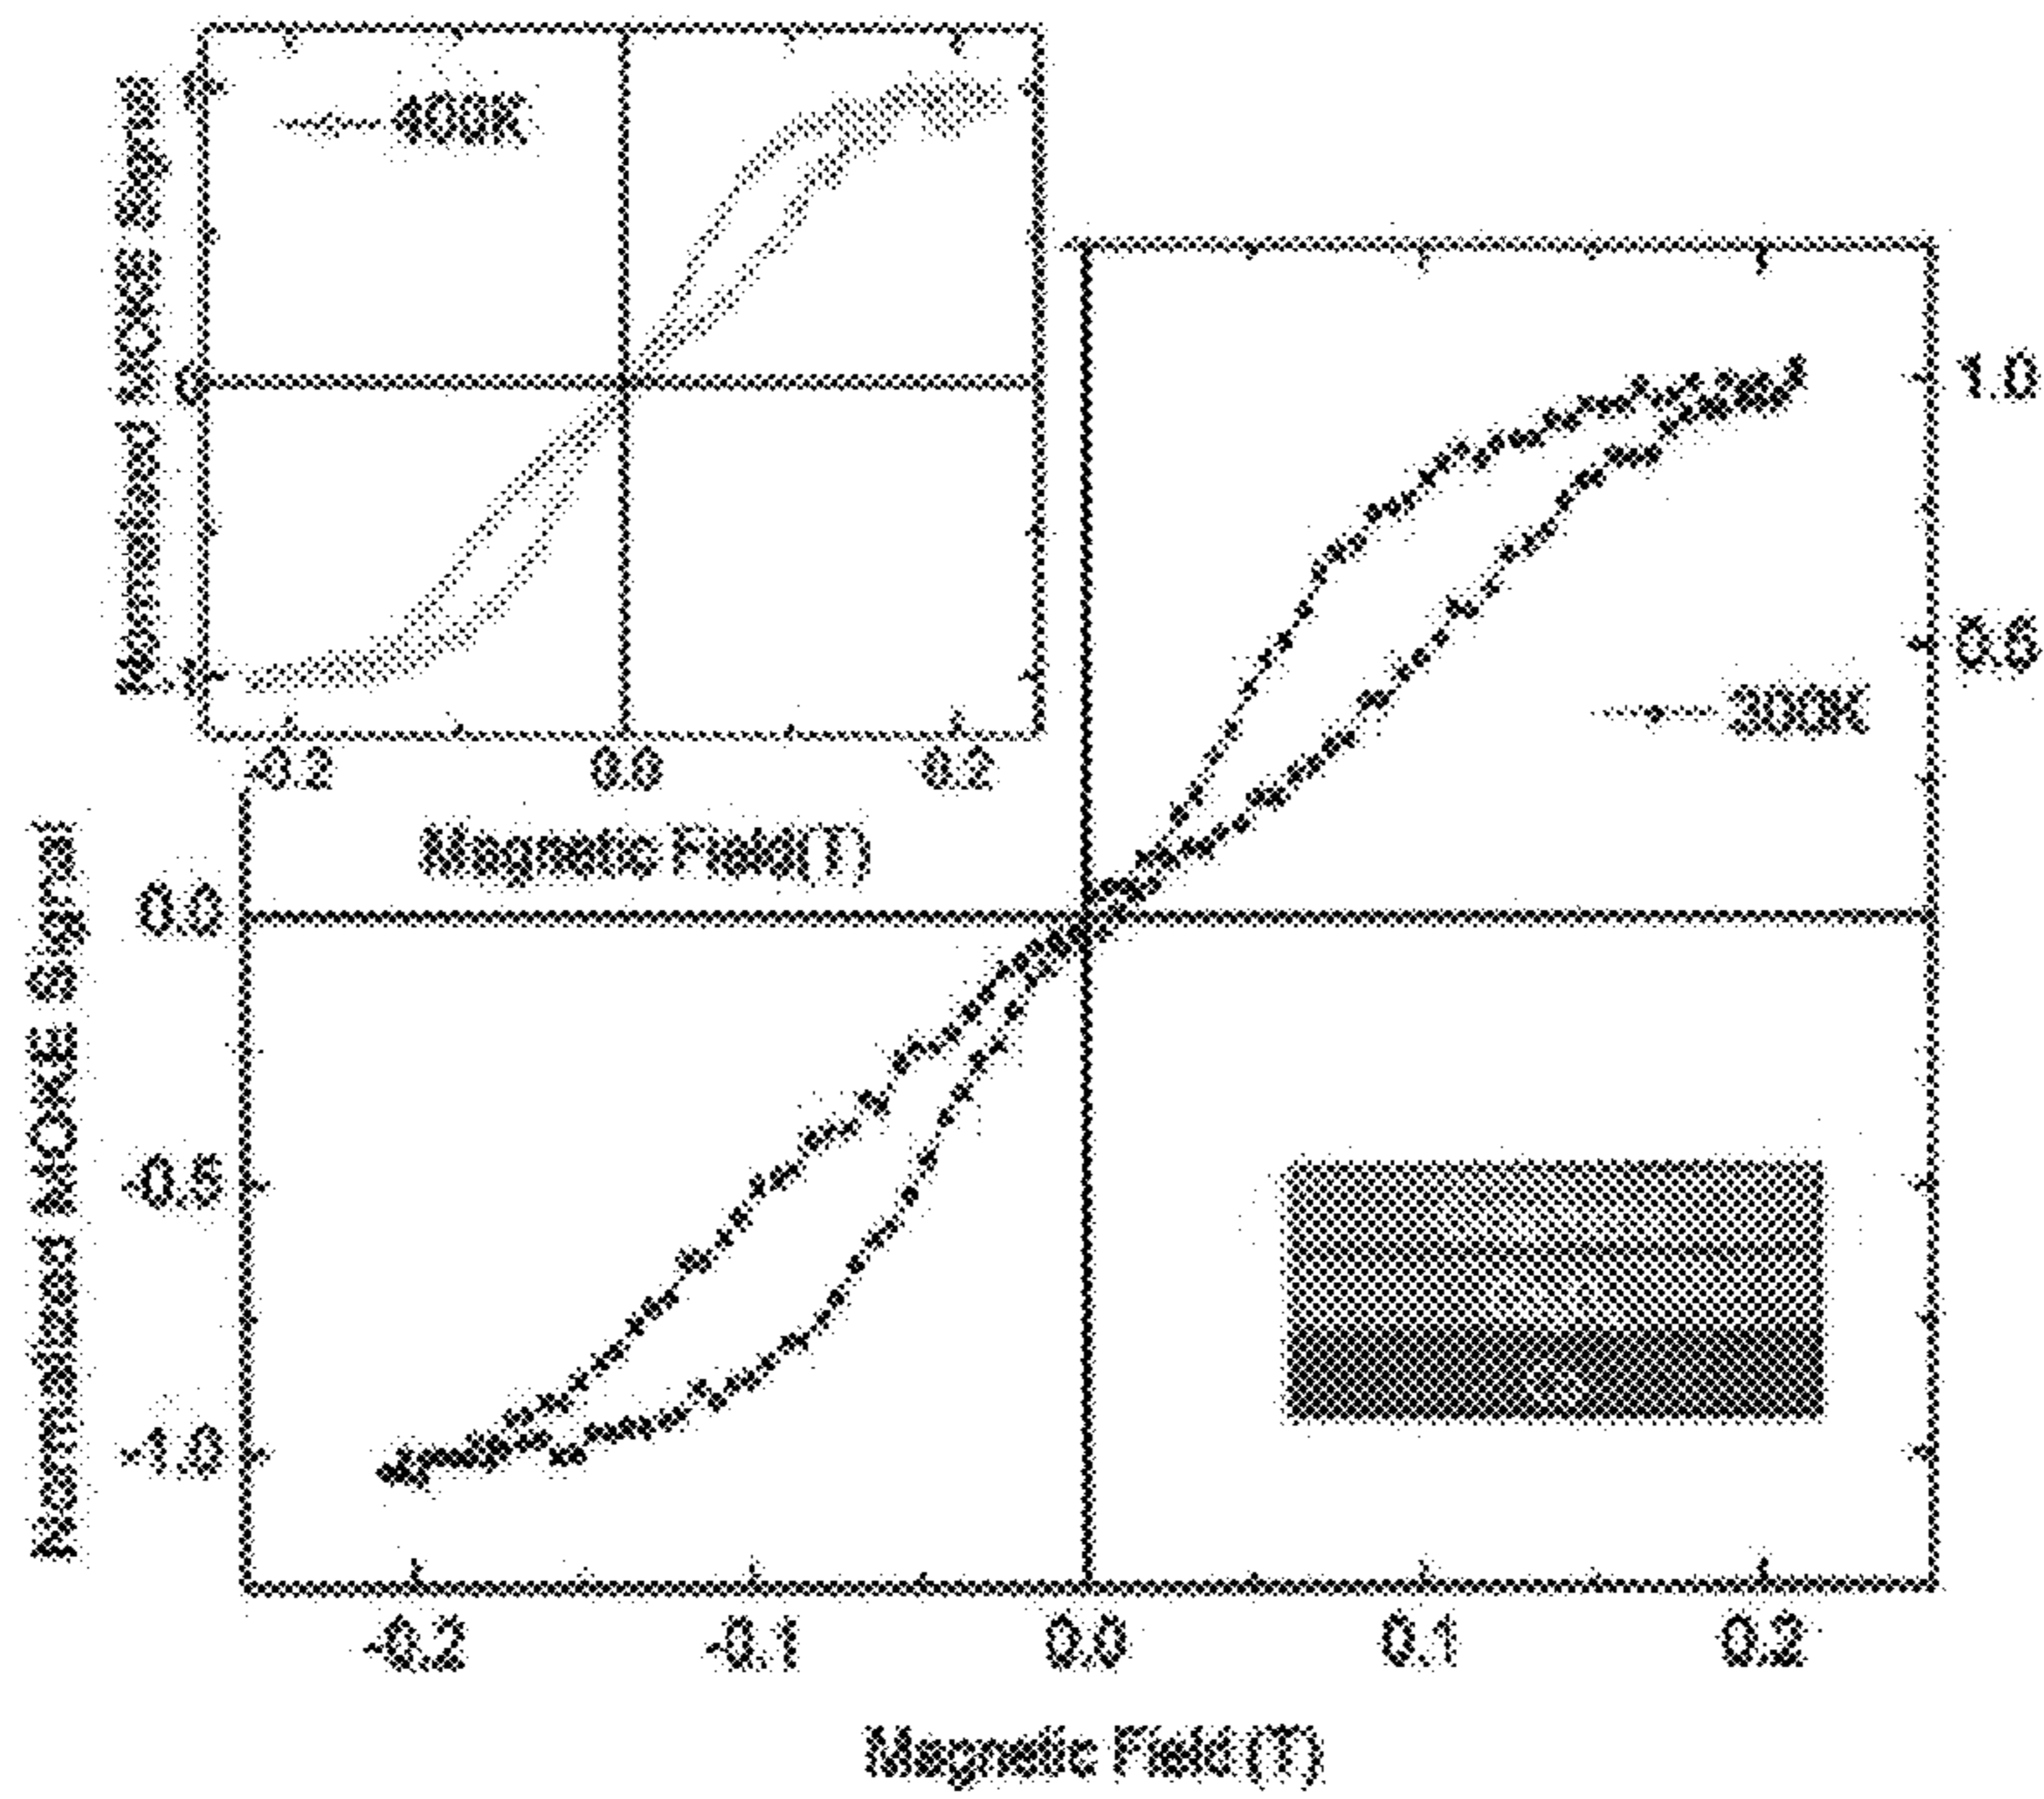 400K
0
-0.2 0.0 0.2
Magnetic Field(T)
Normalized MOKE Signal
1.0
0.5
300K
0.0
-0.5
-1.0
-0.2 -0.1 0.0 0.1 0.2
Magnetic Field (T)
Normalized MOKE Signal